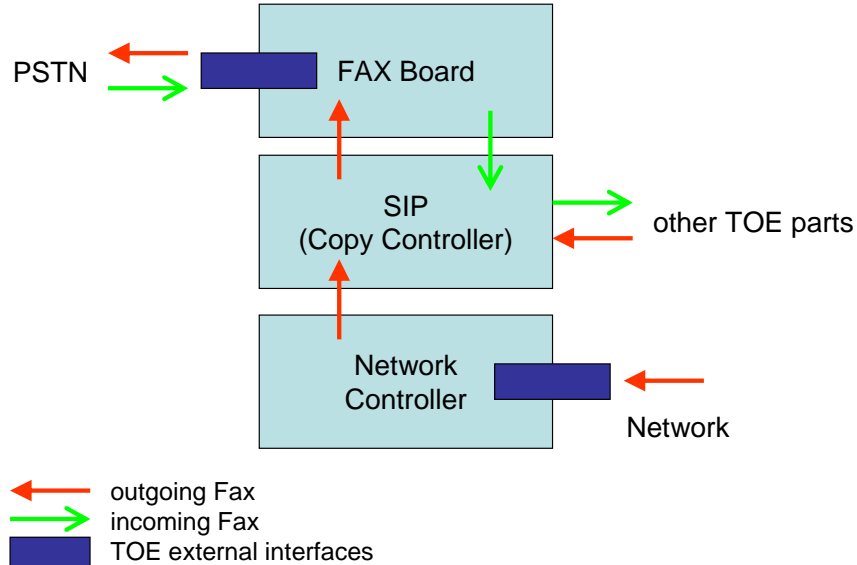 PSTN
FAX Board
SIP
(Copy Controller)
other TOE parts
Network
Controller
Network
outgoing Fax
incoming Fax
TOE external interfaces